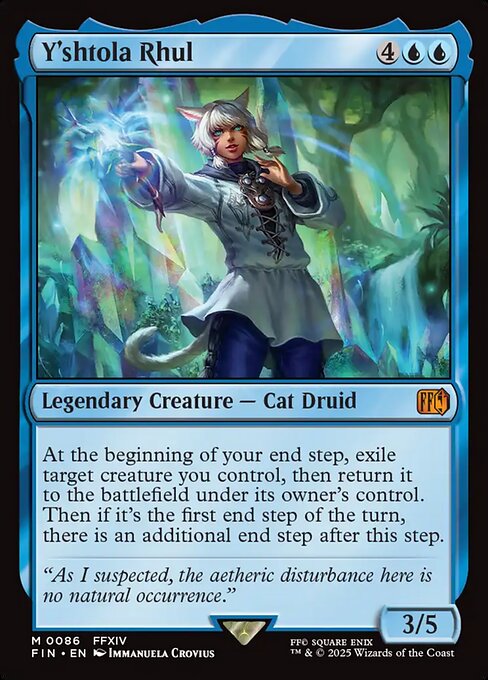 Y'shtola Rhul 4
Legendary Creature — Cat Druid FF
At the beginning of your end step, exile
target creature you control, then return it
to the battlefield under its owner's control.
Then if it's the first end step of the turn,
there is an additional end step after this step.
"As I suspected, the aetheric disturbance here is
no natural occurrence."
3/5
M 0086 FFXIV
FIN • EN Immanuela Crovius
FF© SQUARE ENIX
™ & © 2025 Wizards of the Coast